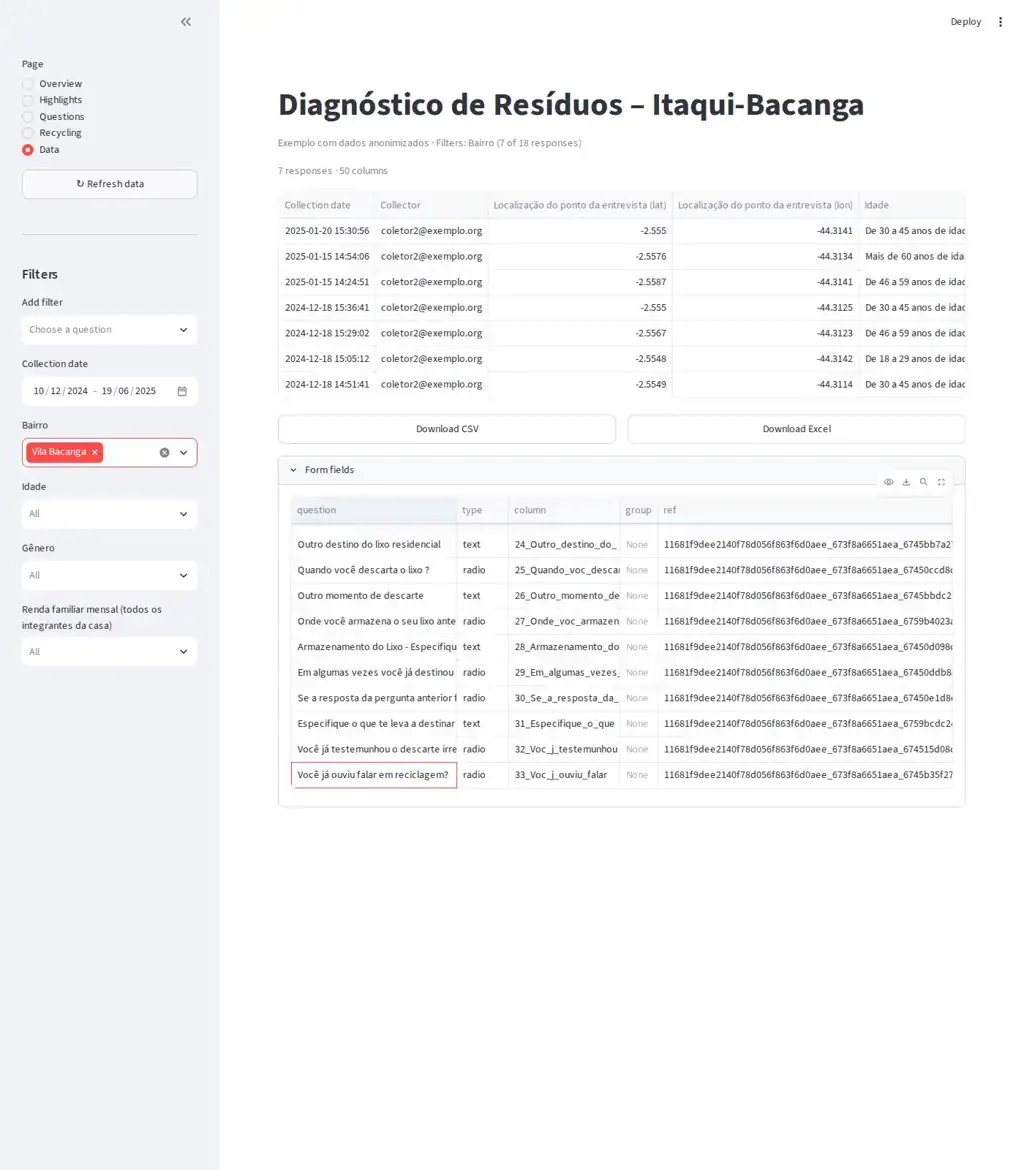 Deploy
Page
Overview
Highlights
Questions
Recycling
Data
↻ Refresh data
Filters
Add filter
Choose a question
Collection date
10/12/2024 – 19/06/2025
Bairro
Vila Bacanga
Idade
All
Gênero
All
Renda familiar mensal (todos os
integrantes da casa)
All
Diagnóstico de Resíduos – Itaqui-Bacanga
Exemplo com dados anonimizados · Filters: Bairro (7 of 18 responses)
7 responses · 50 columns
Collection date Collector Localização do ponto da entrevista (lat) Localização do ponto da entrevista (lon) Idade
2025-01-20 15:30:56 coletor2@exemplo.org -2.555 -44.3141 De 30 a 45 anos de idad
2025-01-15 14:54:06 coletor2@exemplo.org -2.5576 -44.3134 Mais de 60 anos de ida
2025-01-15 14:24:51 coletor2@exemplo.org -2.5587 -44.3141 De 46 a 59 anos de idad
2024-12-18 15:36:41 coletor2@exemplo.org -2.555 -44.3125 De 30 a 45 anos de idad
2024-12-18 15:29:02 coletor2@exemplo.org -2.5567 -44.3123 De 46 a 59 anos de idad
2024-12-18 15:05:12 coletor2@exemplo.org -2.5548 -44.3142 De 18 a 29 anos de idad
2024-12-18 14:51:41 coletor2@exemplo.org -2.5549 -44.3114 De 30 a 45 anos de idad
Download CSV
Download Excel
Form fields
question type column group ref
Outro destino do lixo residencial text 24_Outro_destino_do_ None 11681f9dee2140f78d056f863f6d0aee_673f8a6651aea_6745bb7a2
Quando você descarta o lixo ? radio 25_Quando_voc_descar None 11681f9dee2140f78d056f863f6d0aee_673f8a6651aea_67450ccd8
Outro momento de descarte text 26_Outro_momento_de None 11681f9dee2140f78d056f863f6d0aee_673f8a6651aea_6745bbdc2
Onde você armazena o seu lixo ante radio 27_Onde_voc_armazen None 11681f9dee2140f78d056f863f6d0aee_673f8a6651aea_6759b4023
Armazenamento do Lixo - Especifiqu text 28_Armazenamento_do None 11681f9dee2140f78d056f863f6d0aee_673f8a6651aea_67450d098
Em algumas vezes você já destinou radio 29_Em_algumas_vezes_ None 11681f9dee2140f78d056f863f6d0aee_673f8a6651aea_67450ddb8
Se a resposta da pergunta anterior f radio 30_Se_a_resposta_da_ None 11681f9dee2140f78d056f863f6d0aee_673f8a6651aea_67450e1d8
Especifique o que te leva a destinar text 31_Especifique_o_que None 11681f9dee2140f78d056f863f6d0aee_673f8a6651aea_6759bcdc2
Você já testemunhou o descarte irre radio 32_Voc_j_testemunhou None 11681f9dee2140f78d056f863f6d0aee_673f8a6651aea_674515d08
Você já ouviu falar em reciclagem? radio 33_Voc_j_ouviu_falar None 11681f9dee2140f78d056f863f6d0aee_673f8a6651aea_6745b35f27